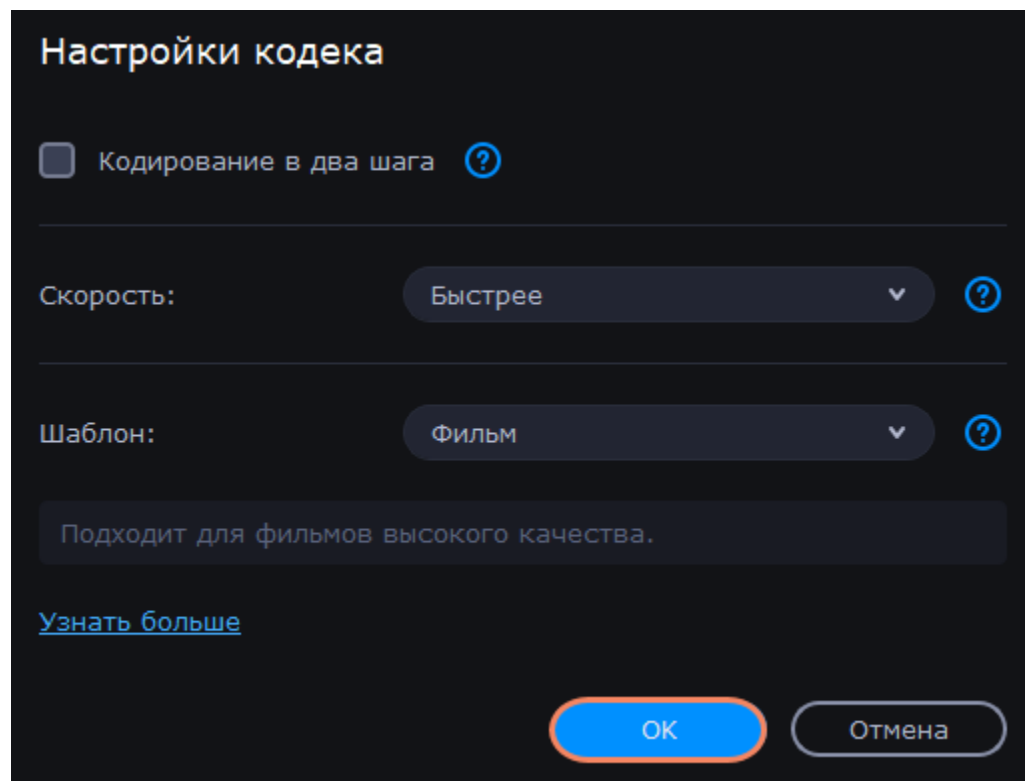 Настройки кодека
Кодирование в два шага ?
Скорость: Быстрее ?
Шаблон: Фильм ?
Подходит для фильмов высокого качества.
Узнать больше
OK Отмена